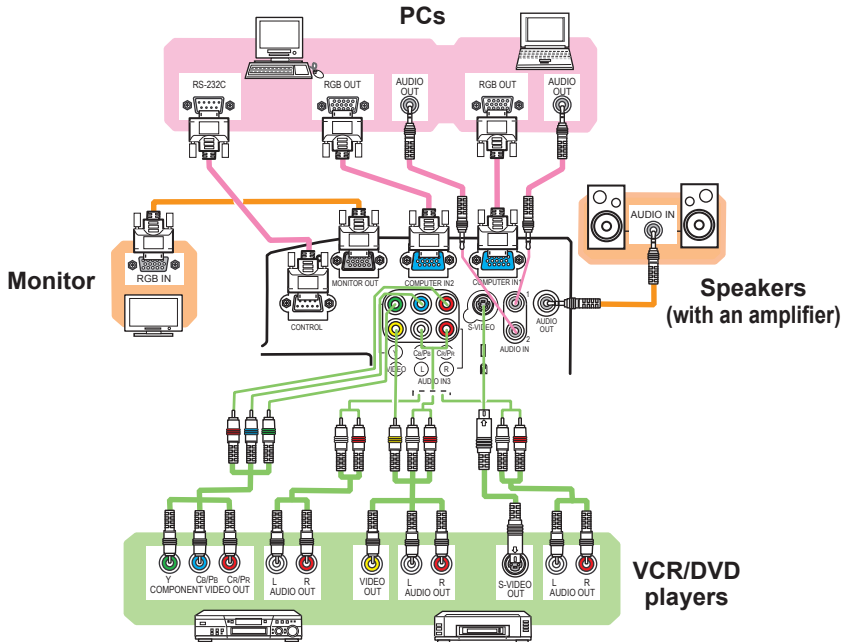 PCs
RS-232C
RGB OUT
AUDIO
OUT
RGB OUT
AUDIO
OUT
AUDIO IN
Monitor
RGB IN
Speakers
(with an amplifier)
CONTROL
MONITOR OUT
COMPUTER IN2
COMPUTER IN1
S-VIDEO
1
2
AUDIO IN
AUDIO
OUT
Y
CB/PB
CR/PR
VIDEO
L
R
AUDIO IN3
Y
CB/PB
CR/PR
COMPONENT VIDEO OUT
L
R
AUDIO OUT
VIDEO
OUT
L
R
AUDIO OUT
S-VIDEO
OUT
L
R
AUDIO OUT
VCR/DVD
players